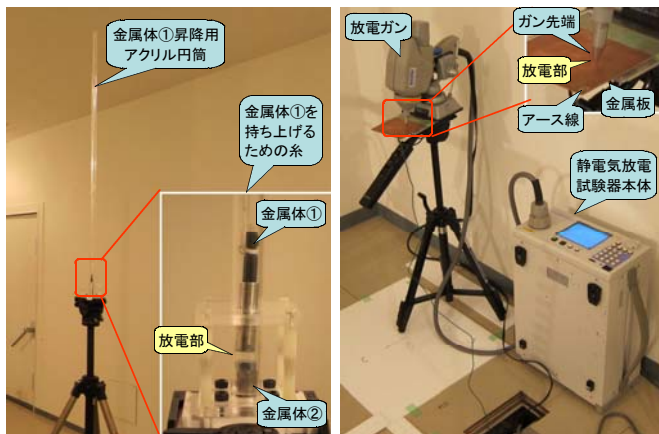 金属体①昇降用
アクリル円筒
金属体①を
持ち上げる
ための糸
金属体①
放電部
金属体②
放電ガン
ガン先端
放電部
金属板
アース線
静電気放電
試験器本体